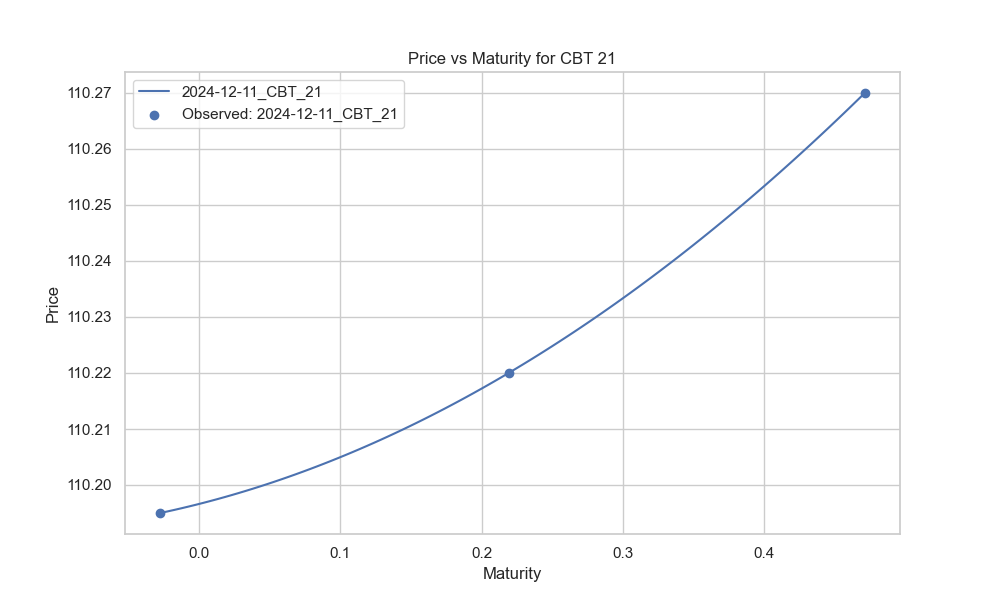 Price vs Maturity for CBT 21
2024-12-11_CBT_21
Observed: 2024-12-11_CBT_21
Price
110.27
110.26
110.25
110.24
110.23
110.22
110.21
110.20
0.0 0.1 0.2 0.3 0.4
Maturity